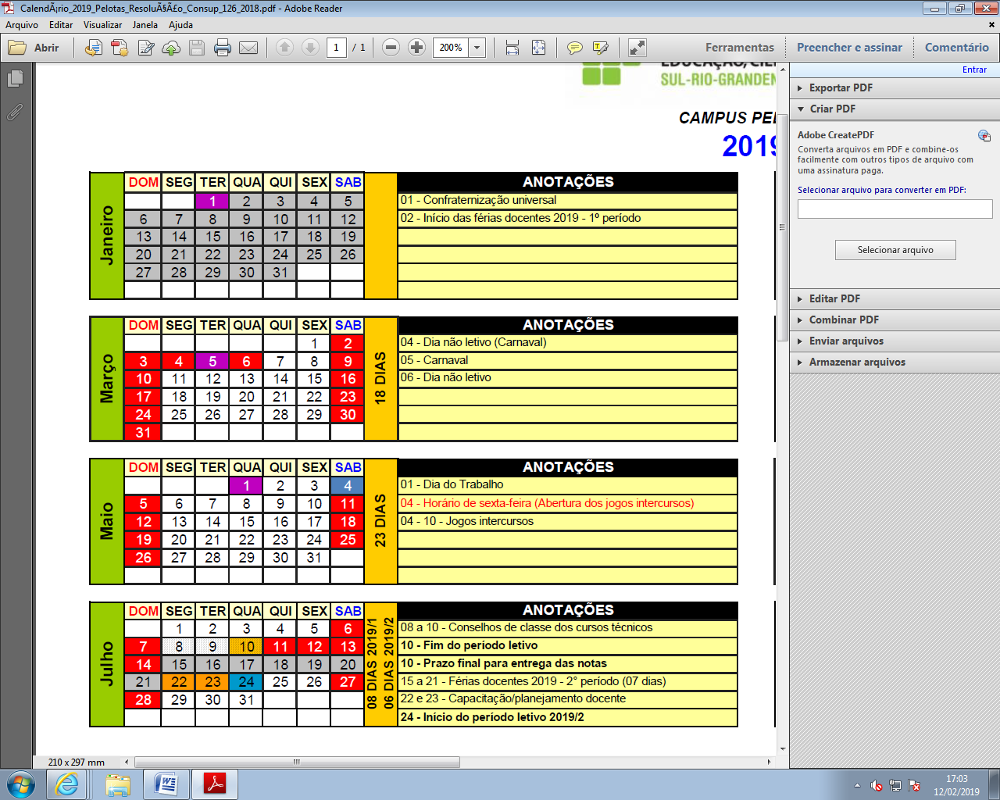 CalendÃ¡rio_2019_Pelotas_ResoluÃ§Ã£o_Consup_126_2018.pdf - Adobe Reader
Arquivo Editar Visualizar Janela Ajuda
Abrir 1 / 1 200% Ferramentas Preencher e assinar Comentário
Entrar
Exportar PDF
Criar PDF
Adobe CreatePDF
Converta arquivos em PDF e combine-os
facilmente com outros tipos de arquivo com
uma assinatura paga.
Selecionar arquivo para converter em PDF:
Selecionar arquivo
Editar PDF
Combinar PDF
Enviar arquivos
Armazenar arquivos
SUL-RIO-GRANDEN
CAMPUS PEL
2019
Janeiro
DOM SEG TER QUA QUI SEX SAB ANOTAÇÕES
1 2 3 4 5 01 - Confraternização universal
6 7 8 9 10 11 12 02 - Início das férias docentes 2019 - 1º período
13 14 15 16 17 18 19
20 21 22 23 24 25 26
27 28 29 30 31
Março
18 DIAS
DOM SEG TER QUA QUI SEX SAB ANOTAÇÕES
1 2 04 - Dia não letivo (Carnaval)
3 4 5 6 7 8 9 05 - Carnaval
10 11 12 13 14 15 16 06 - Dia não letivo
17 18 19 20 21 22 23
24 25 26 27 28 29 30
31
Maio
23 DIAS
DOM SEG TER QUA QUI SEX SAB ANOTAÇÕES
1 2 3 4 01 - Dia do Trabalho
5 6 7 8 9 10 11 04 - Horário de sexta-feira (Abertura dos jogos intercursos)
12 13 14 15 16 17 18 04 - 10 - Jogos intercursos
19 20 21 22 23 24 25
26 27 28 29 30 31
Julho
08 DIAS 2019/1
06 DIAS 2019/2
DOM SEG TER QUA QUI SEX SAB ANOTAÇÕES
1 2 3 4 5 6 08 a 10 - Conselhos de classe dos cursos técnicos
7 8 9 10 11 12 13 10 - Fim do período letivo
14 15 16 17 18 19 20 10 - Prazo final para entrega das notas
21 22 23 24 25 26 27 15 a 21 - Férias docentes 2019 - 2° período (07 dias)
28 29 30 31 22 e 23 - Capacitação/planejamento docente
24 - Início do período letivo 2019/2
210 x 297 mm
17:03
12/02/2019